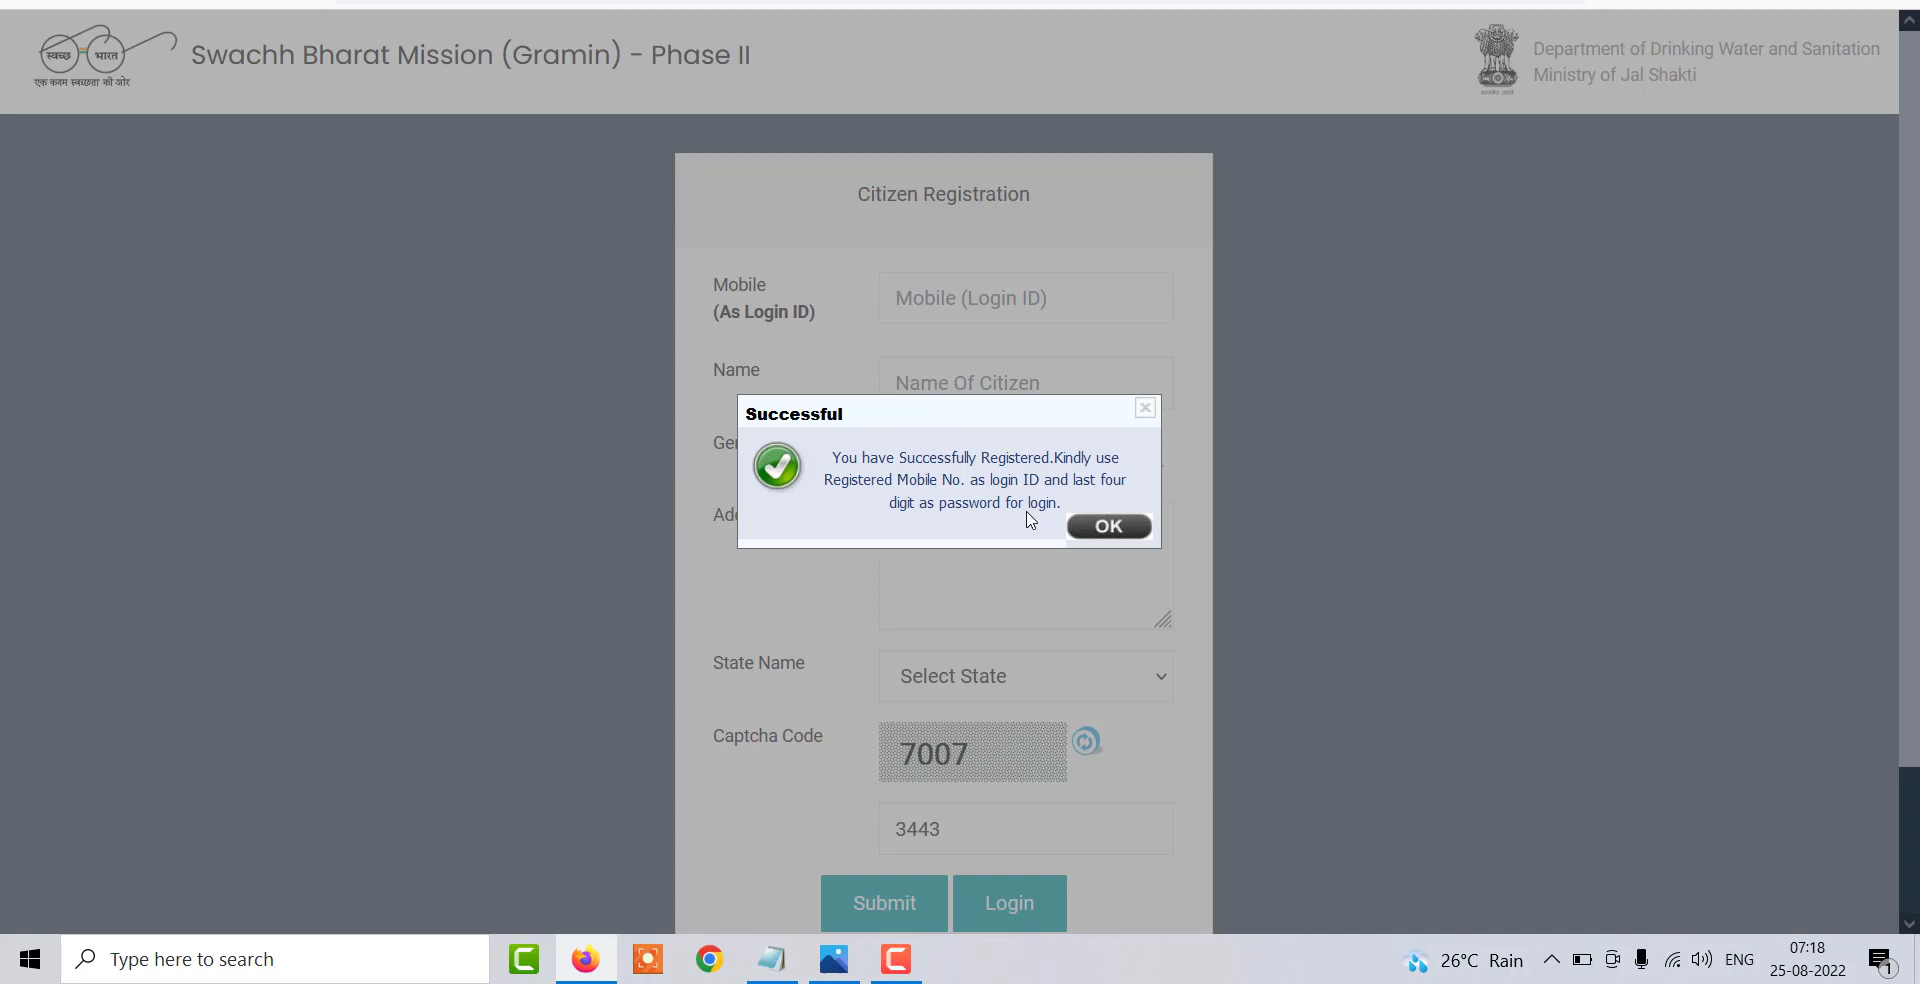 स्वच्छ भारत
एक कदम स्वच्छता की ओर
Swachh Bharat Mission (Gramin) - Phase II
Department of Drinking Water and Sanitation
Ministry of Jal Shakti
Citizen Registration
Mobile
(As Login ID)
Mobile (Login ID)
Name
Name Of Citizen
Successful
You have Successfully Registered.Kindly use
Registered Mobile No. as login ID and last four
digit as password for login.
OK
State Name
Select State
Captcha Code
7007
3443
Submit
Login
Type here to search
26°C Rain
ENG
07:18
25-08-2022
1